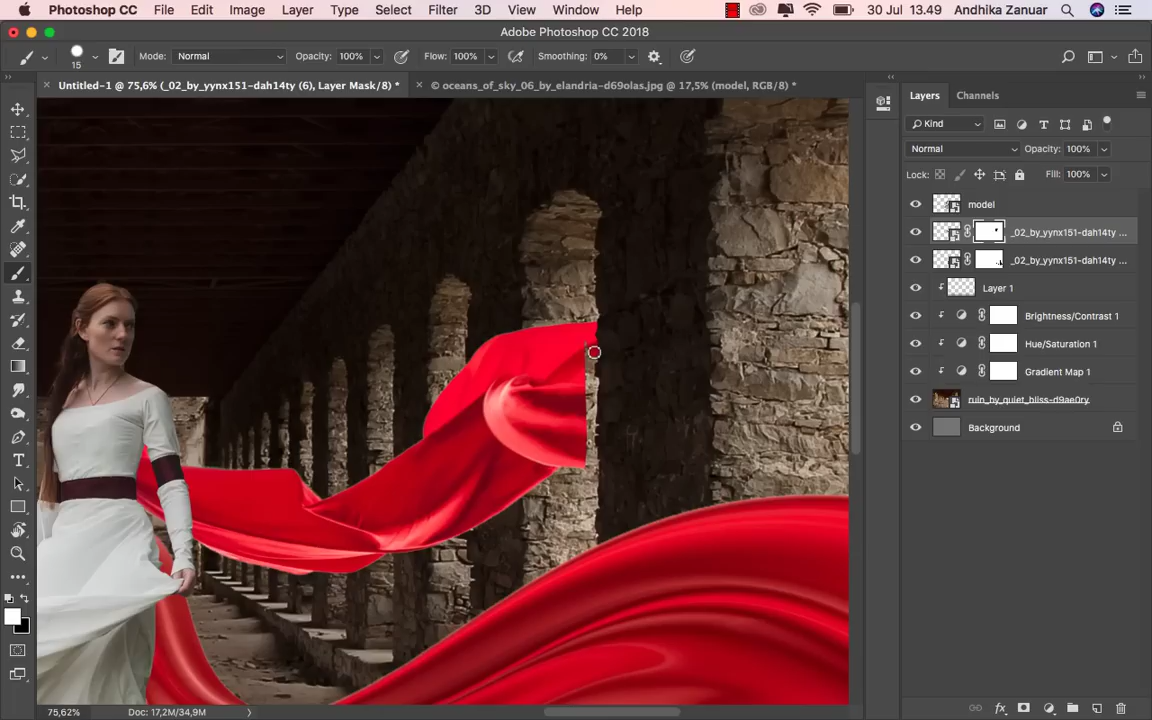 Photoshop CC File Edit Image Layer Type Select Filter 3D View Window Help 30 Jul 13.49 Andhika Zanuar
Adobe Photoshop CC 2018
15 Mode: Normal Opacity: 100% Flow: 100% Smoothing: 0%
Untitled-1 @ 75,6% (_02_by_yynx151-dah14ty (6), Layer Mask/8) * © oceans_of_sky_06_by_elandria-d69olas.jpg @ 17,5% (model, RGB/8) *
Layers Channels
Kind
Normal Opacity: 100%
Lock: Fill: 100%
model
_02_by_yynx151-dah14ty ...
_02_by_yynx151-dah14ty ...
Layer 1
Brightness/Contrast 1
Hue/Saturation 1
Gradient Map 1
ruin_by_quiet_bliss-d9ae0ry
Background
75,62% Doc: 17,2M/34,9M